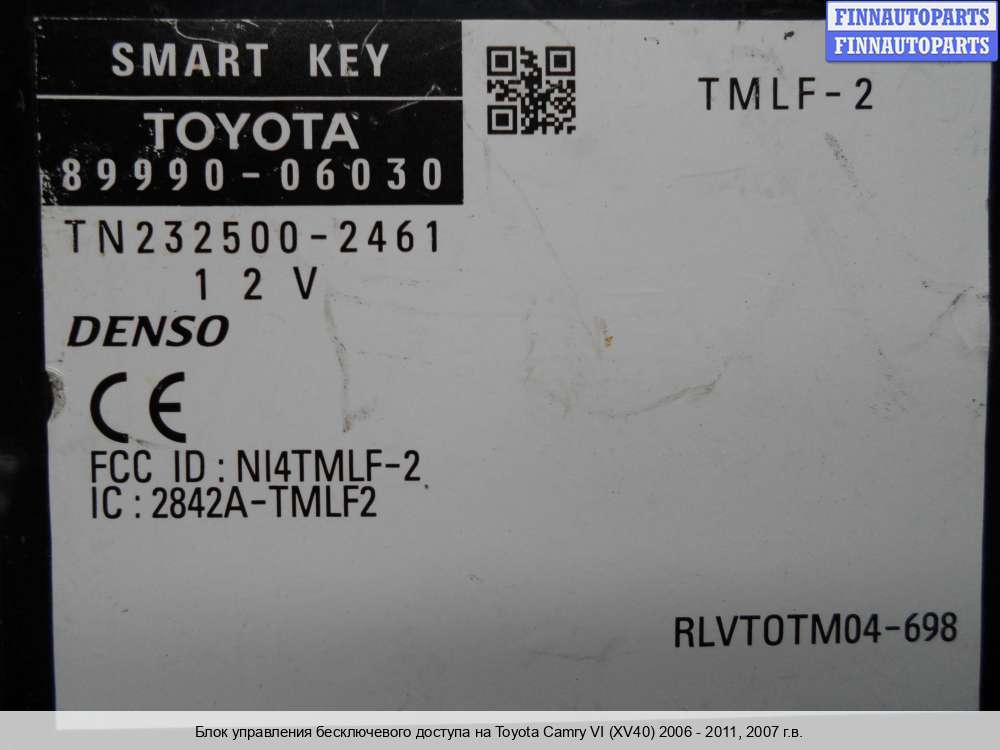 FINNAUTOPARTS
FINNAUTOPARTS
SMART KEY
TMLF-2
TOYOTA
89990-06030
TN232500-2461
12V
DENSO
CE
FCC ID : NI4TMLF-2
IC : 2842A-TMLF2
RLVTOTM04-698
Блок управления бесключевого доступа на Toyota Camry VI (XV40) 2006 - 2011, 2007 г.в.